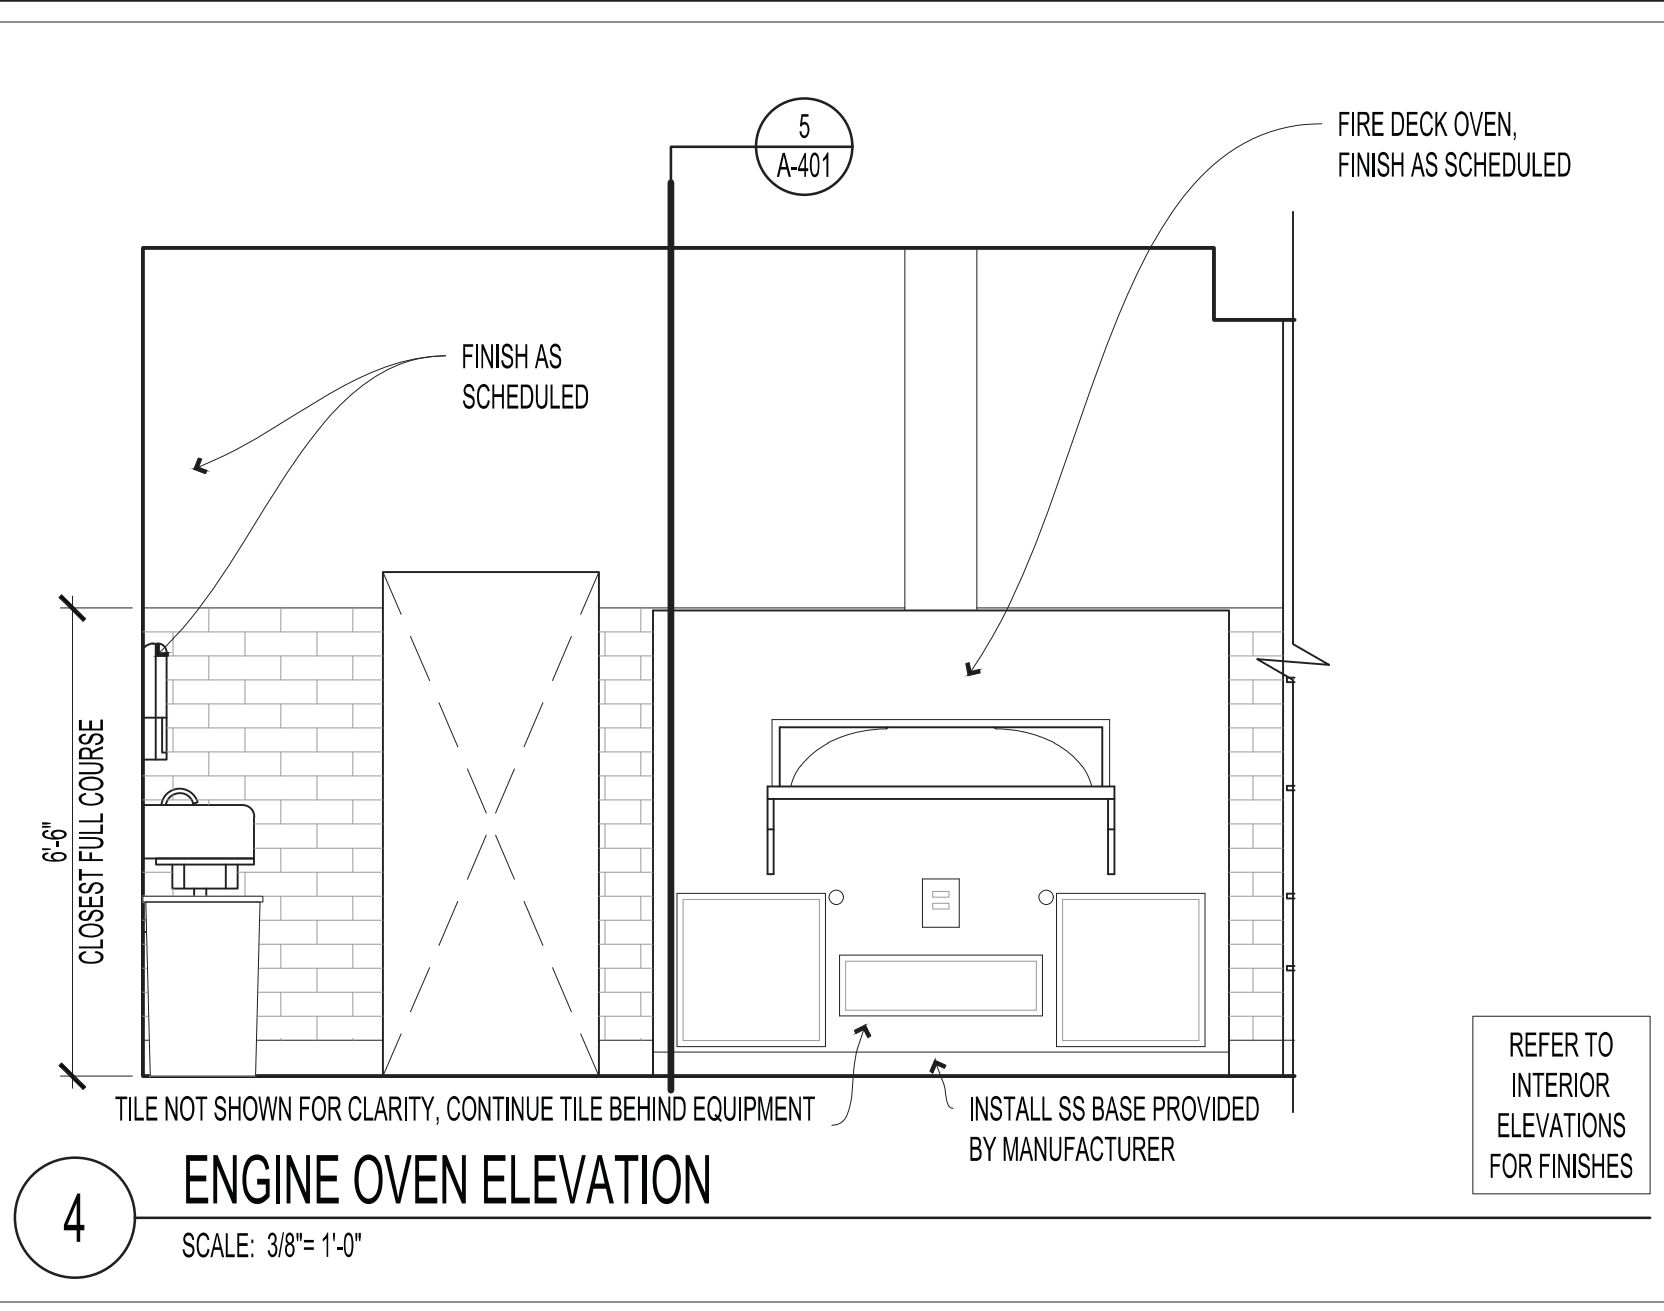 5
A-401
FIRE DECK OVEN,
FINISH AS SCHEDULED
FINISH AS
SCHEDULED
6'-6"
CLOSEST FULL COURSE
TILE NOT SHOWN FOR CLARITY, CONTINUE TILE BEHIND EQUIPMENT
INSTALL SS BASE PROVIDED
BY MANUFACTURER
REFER TO
INTERIOR
ELEVATIONS
FOR FINISHES
4
ENGINE OVEN ELEVATION
SCALE: 3/8"= 1'-0"